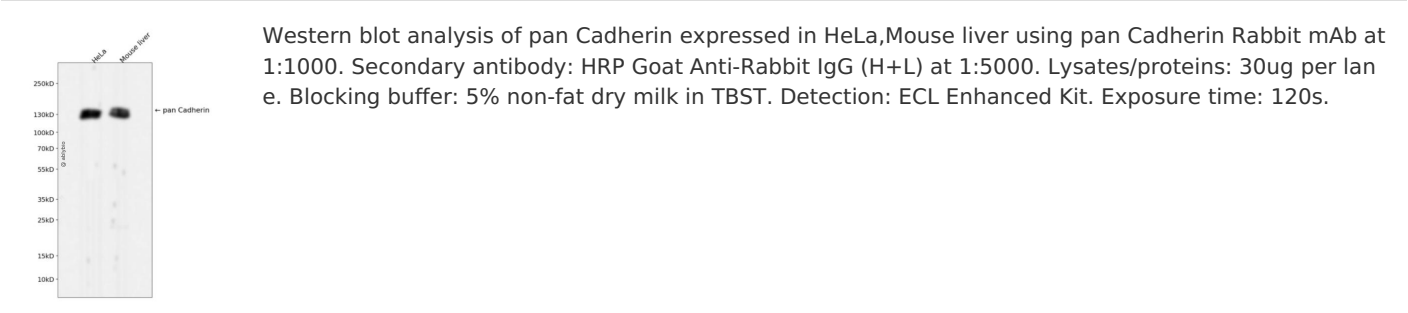 HeLa
Mouse liver
250kD
130kD
← pan Cadherin
100kD
70kD
55kD
35kD
25kD
15kD
10kD
@ ablybio
Western blot analysis of pan Cadherin expressed in HeLa,Mouse liver using pan Cadherin Rabbit mAb at
1:1000. Secondary antibody: HRP Goat Anti-Rabbit IgG (H+L) at 1:5000. Lysates/proteins: 30ug per lan
e. Blocking buffer: 5% non-fat dry milk in TBST. Detection: ECL Enhanced Kit. Exposure time: 120s.